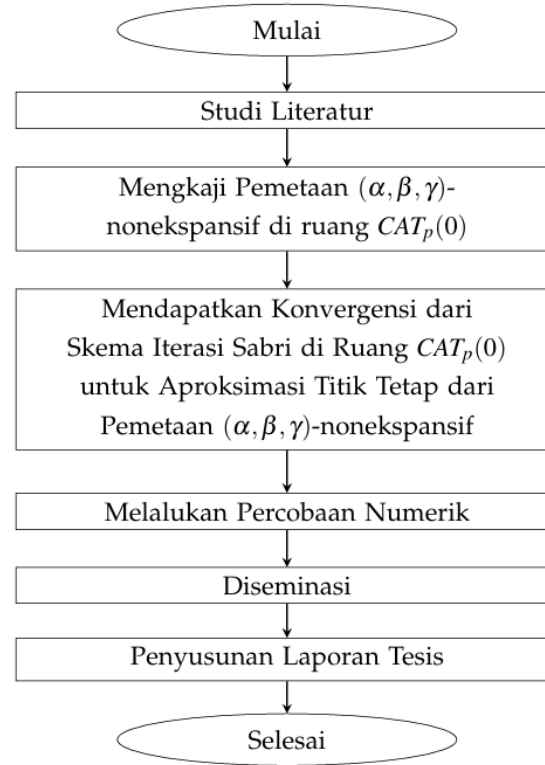 Mulai
Studi Literatur
Mengkaji Pemetaan (α, β, γ)-
nonekspansif di ruang CATₚ(0)
Mendapatkan Konvergensi dari
Skema Iterasi Sabri di Ruang CATₚ(0)
untuk Aproksimasi Titik Tetap dari
Pemetaan (α, β, γ)-nonekspansif
Melalukan Percobaan Numerik
Diseminasi
Penyusunan Laporan Tesis
Selesai